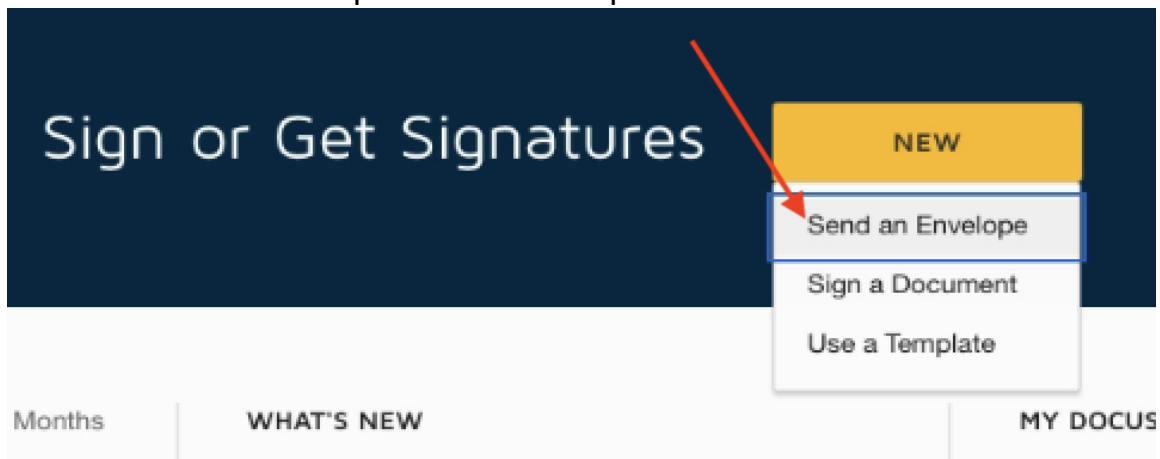 Sign or Get Signatures
NEW
Send an Envelope
Sign a Document
Use a Template
Months
WHAT'S NEW
MY DOCUS